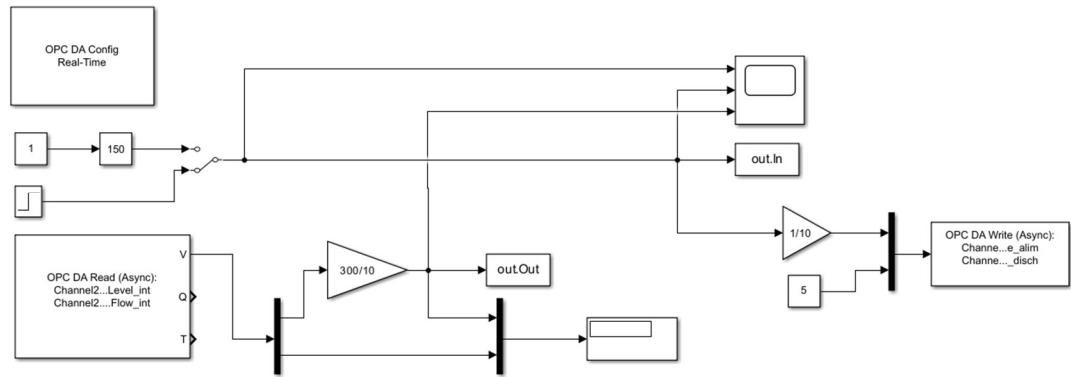 OPC DA Config
Real-Time
1
150
out.In
1/10
OPC DA Write (Async):
Channe...e_alim
Channe..._disch
5
V
OPC DA Read (Async):
Channel2...Level_int
Channel2....Flow_int
Q
T
300/10
out.Out